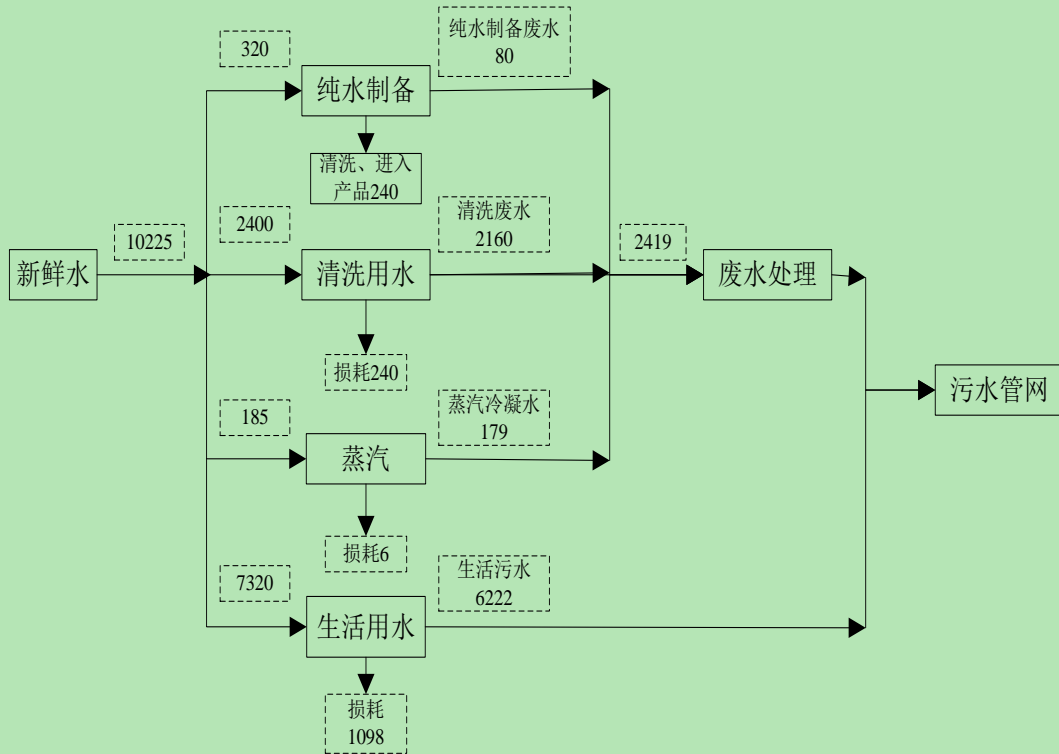 320
纯水制备废水
80
纯水制备
清洗、进入
产品240
10225
2400
清洗废水
2160
2419
新鲜水
清洗用水
废水处理
损耗240
污水管网
185
蒸汽冷凝水
179
蒸汽
损耗6
7320
生活污水
6222
生活用水
损耗
1098